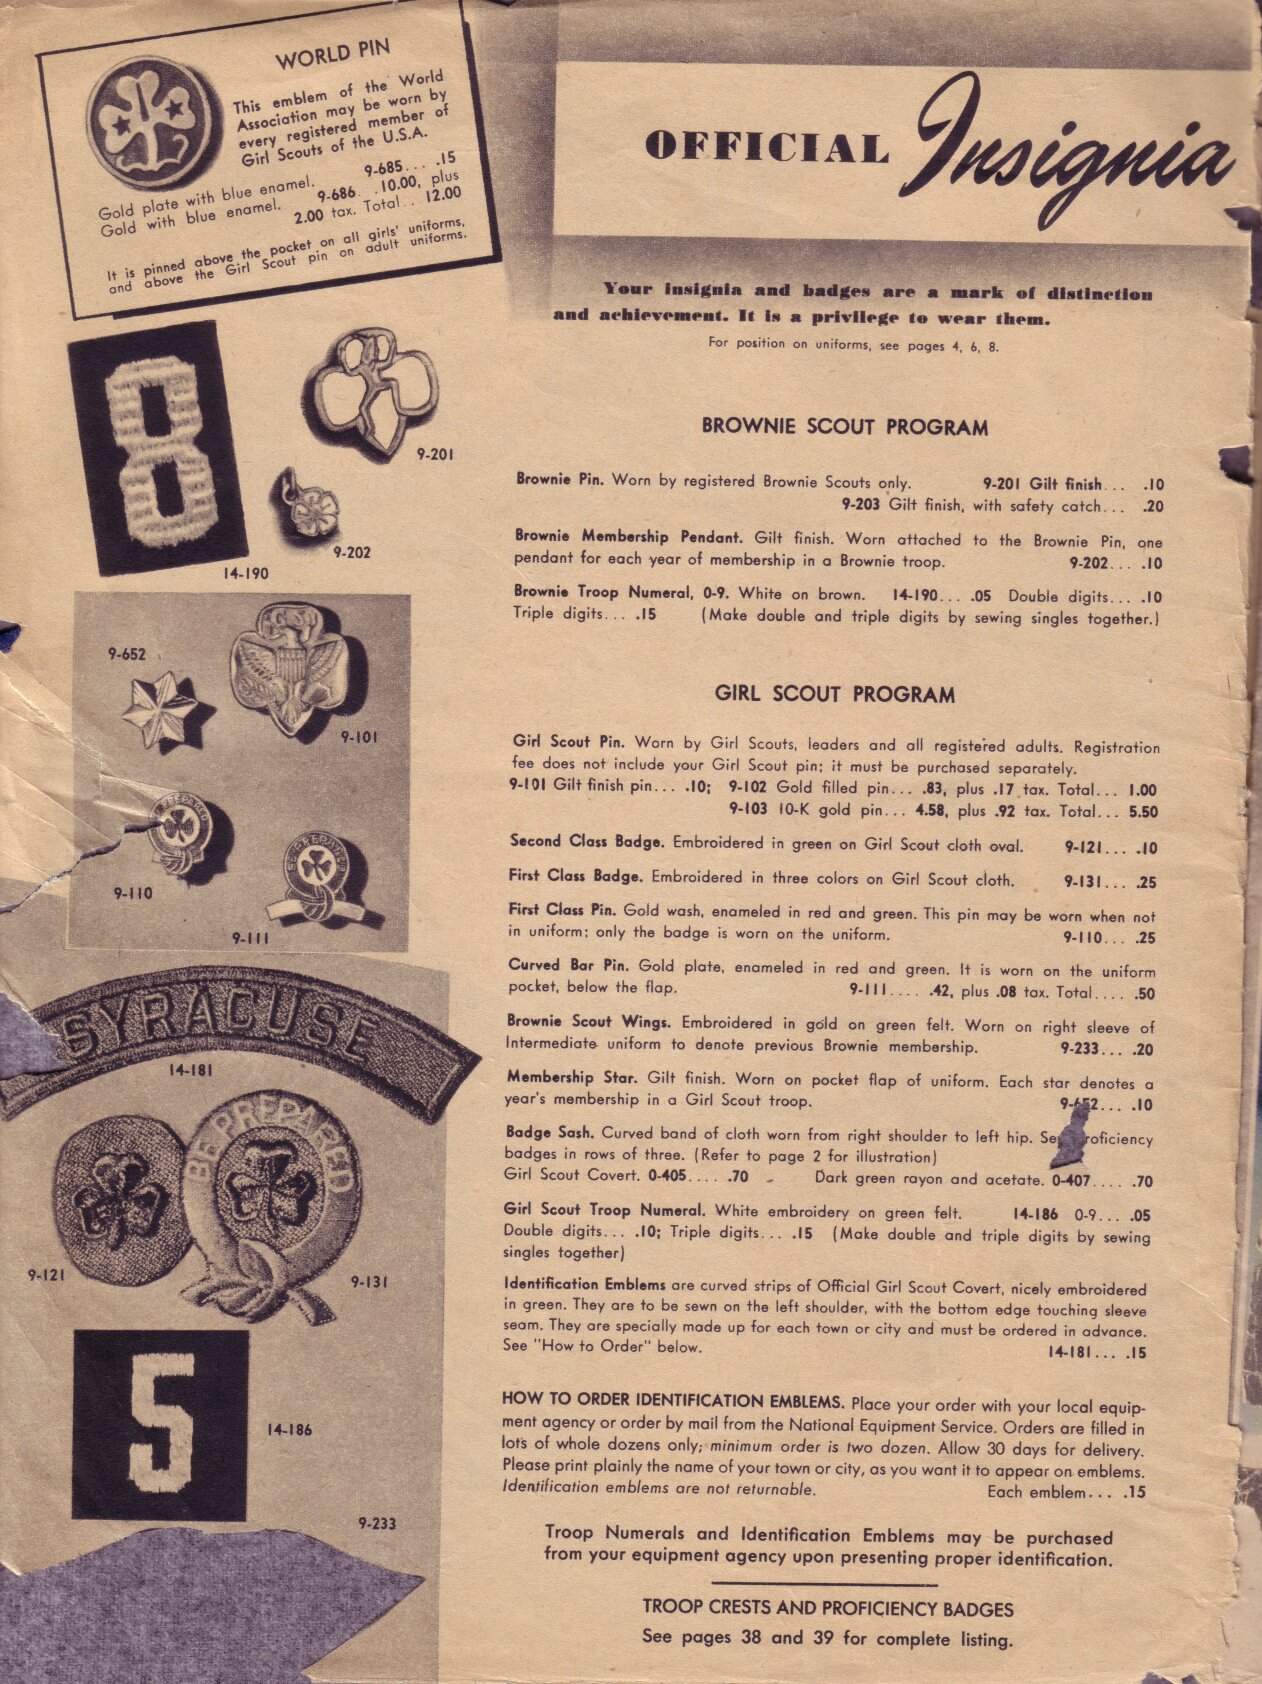 WORLD PIN
This emblem of the World
Association may be worn by
every registered member of
Girl Scouts of the U.S.A.
Gold plate with blue enamel. 9-685... .15
Gold with blue enamel. 9-686. .10.00, plus
2.00 tax. Total.. 12.00
It is pinned above the pocket on all girls' uniforms,
and above the Girl Scout pin on adult uniforms.
OFFICIAL Insignia
Your insignia and badges are a mark of distinction
and achievement. It is a privilege to wear them.
For position on uniforms, see pages 4, 6, 8.
8
14-190
9-201
9-202
9-652
9-101
BE PREPARED
9-110
BE PREPARED
9-111
SYRACUSE
14-181
BE PREPARED
9-121
9-131
5
14-186
9-233
BROWNIE SCOUT PROGRAM
Brownie Pin. Worn by registered Brownie Scouts only. 9-201 Gilt finish... .10
9-203 Gilt finish, with safety catch... .20
Brownie Membership Pendant. Gilt finish. Worn attached to the Brownie Pin, one
pendant for each year of membership in a Brownie troop. 9-202... .10
Brownie Troop Numeral, 0-9. White on brown. 14-190... .05 Double digits... .10
Triple digits... .15 (Make double and triple digits by sewing singles together.)
GIRL SCOUT PROGRAM
Girl Scout Pin. Worn by Girl Scouts, leaders and all registered adults. Registration
fee does not include your Girl Scout pin; it must be purchased separately.
9-101 Gilt finish pin... .10; 9-102 Gold filled pin... .83, plus .17 tax. Total... 1.00
9-103 10-K gold pin... 4.58, plus .92 tax. Total... 5.50
Second Class Badge. Embroidered in green on Girl Scout cloth oval. 9-121... .10
First Class Badge. Embroidered in three colors on Girl Scout cloth. 9-131... .25
First Class Pin. Gold wash, enameled in red and green. This pin may be worn when not
in uniform; only the badge is worn on the uniform. 9-110... .25
Curved Bar Pin. Gold plate, enameled in red and green. It is worn on the uniform
pocket, below the flap. 9-111.... .42, plus .08 tax. Total.... .50
Brownie Scout Wings. Embroidered in gold on green felt. Worn on right sleeve of
Intermediate uniform to denote previous Brownie membership. 9-233... .20
Membership Star. Gilt finish. Worn on pocket flap of uniform. Each star denotes a
year's membership in a Girl Scout troop. 9-652... .10
Badge Sash. Curved band of cloth worn from right shoulder to left hip. roficiency
badges in rows of three. (Refer to page 2 for illustration)
Girl Scout Covert. 0-405.... .70 Dark green rayon and acetate. 0-407.... .70
Girl Scout Troop Numeral. White embroidery on green felt. 14-186 0-9... .05
Double digits... .10; Triple digits... .15 (Make double and triple digits by sewing
singles together)
Identification Emblems are curved strips of Official Girl Scout Covert, nicely embroidered
in green. They are to be sewn on the left shoulder, with the bottom edge touching sleeve
seam. They are specially made up for each town or city and must be ordered in advance.
See "How to Order" below. 14-181... .15
HOW TO ORDER IDENTIFICATION EMBLEMS. Place your order with your local equip-
ment agency or order by mail from the National Equipment Service. Orders are filled in
lots of whole dozens only; minimum order is two dozen. Allow 30 days for delivery.
Please print plainly the name of your town or city, as you want it to appear on emblems.
Identification emblems are not returnable. Each emblem... .15
Troop Numerals and Identification Emblems may be purchased
from your equipment agency upon presenting proper identification.
TROOP CRESTS AND PROFICIENCY BADGES
See pages 38 and 39 for complete listing.